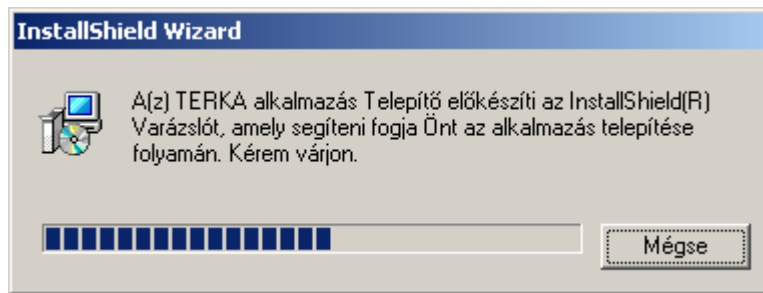 InstallShield Wizard
A(z) TERKA alkalmazás Telepítő előkészíti az InstallShield(R)
Varázslót, amely segíteni fogja Önt az alkalmazás telepítése
folyamán. Kérem várjon.
Mégse